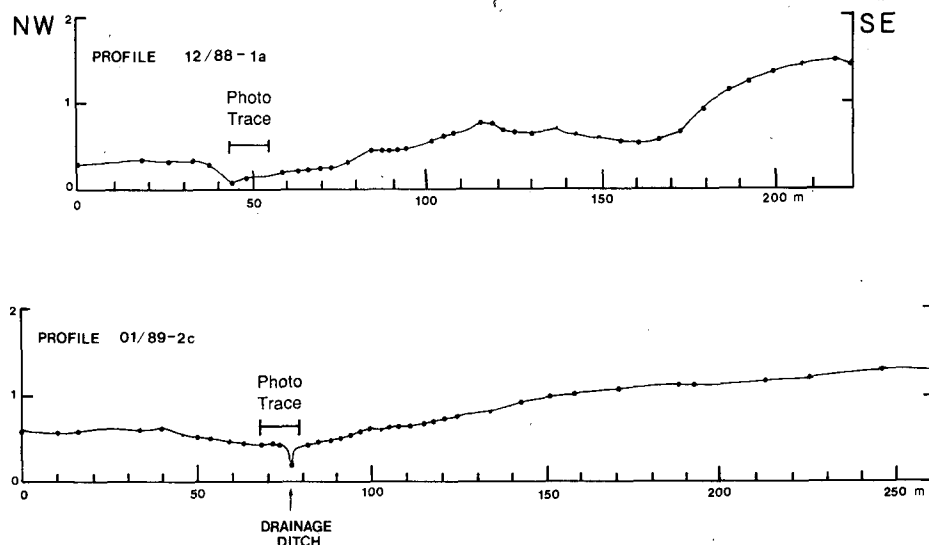 NW
SE
2
PROFILE 12/88-1a
Photo
Trace
1
0
0 50 100 150 200 m
2
PROFILE 01/89-2c
Photo
Trace
1
0
0 50 100 150 200 250 m
DRAINAGE
DITCH